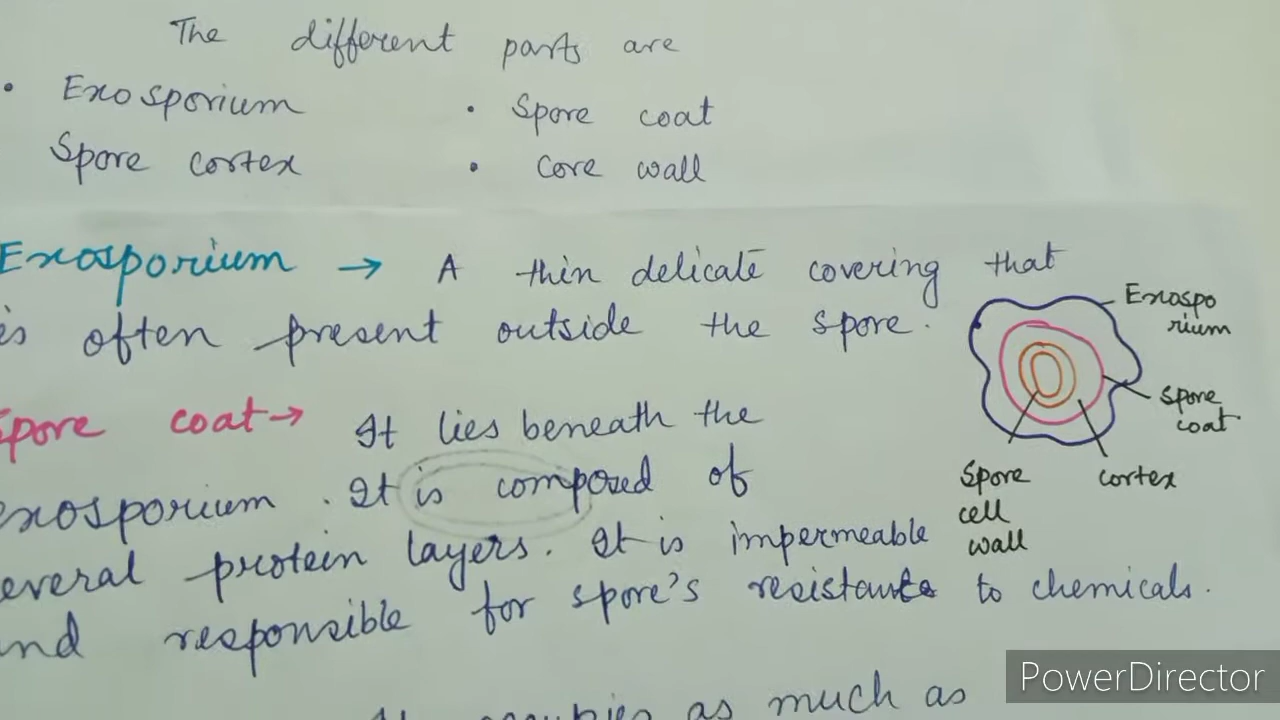 The different parts are
• Exosporium • Spore coat
Spore cortex • Core wall
Exosporium → A thin delicate covering that
is often present outside the spore.
Exospo
rium
spore
coat
cortex
Spore
cell
wall
Spore coat → It lies beneath the
exosporium. It is composed of
everal protein layers. It is impermeable
nd responsible for spore's resistance to chemicals.
occupies as much as
PowerDirector